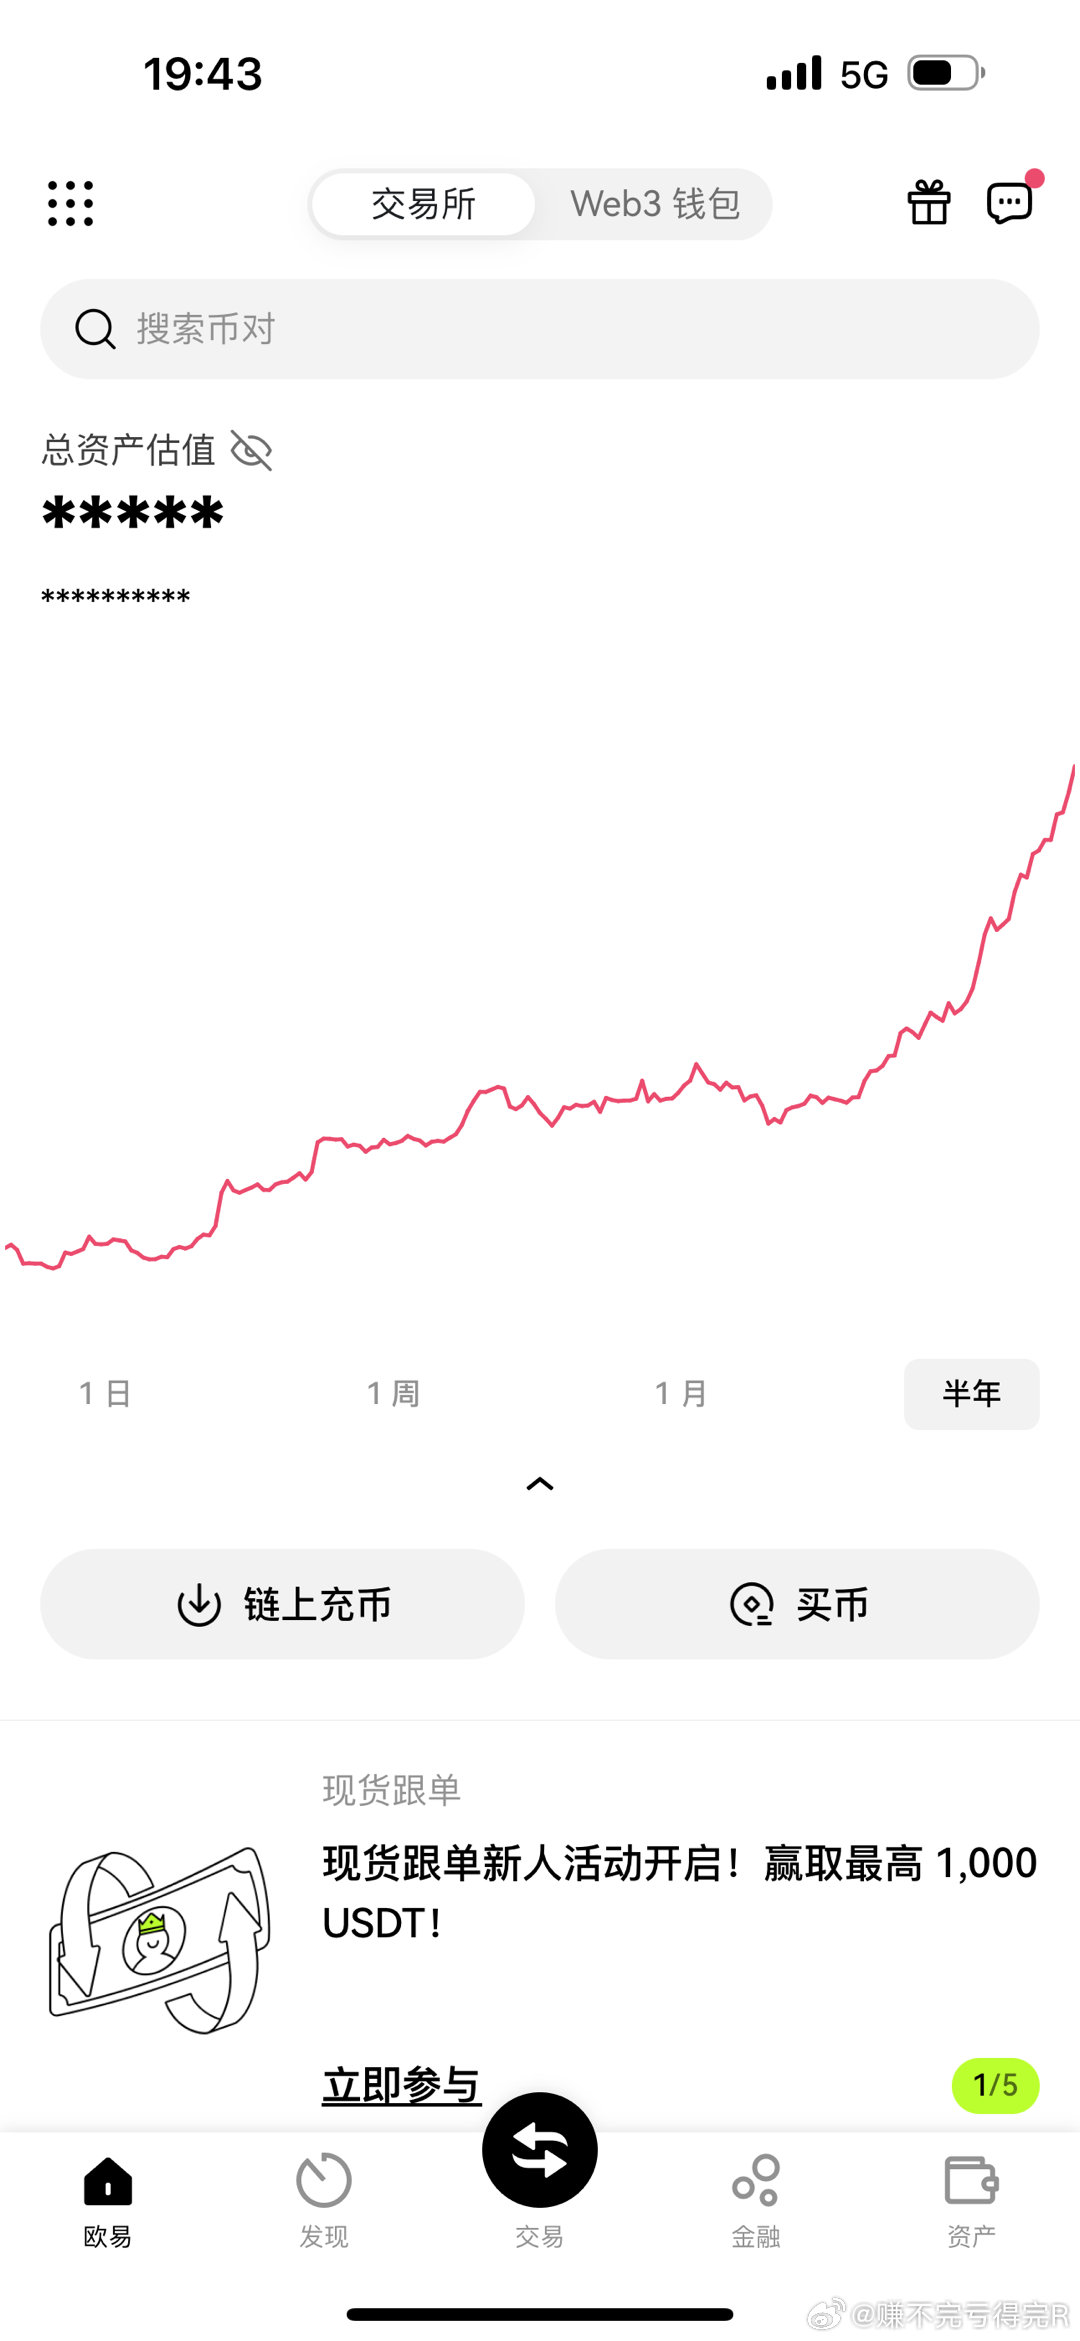 19:43
5G
交易所
Web3 钱包
搜索币对
总资产估值
*****
**********
1 日
1 周
1 月
半年
链上充币
买币
现货跟单
现货跟单新人活动开启！赢取最高 1,000
USDT！
立即参与
1/5
欧易
发现
交易
金融
资产
@赚不完亏得完R